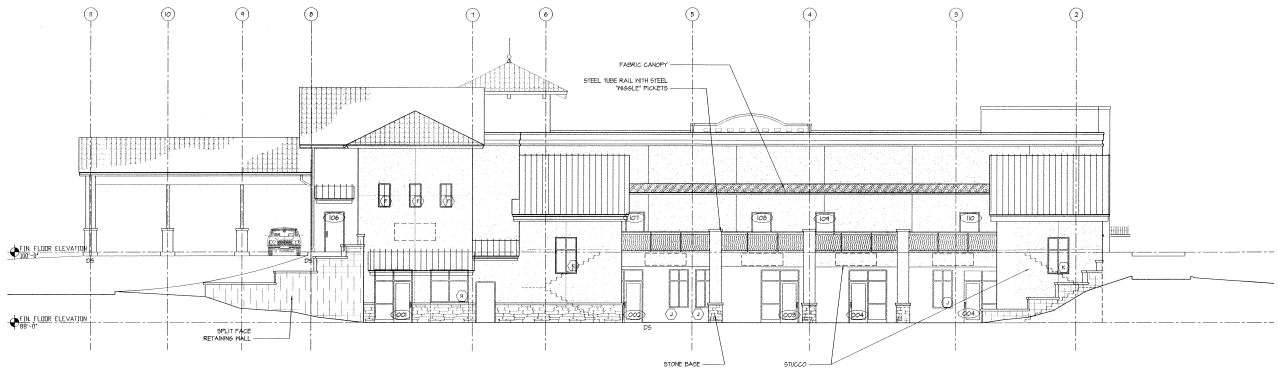 11 10 9 8 7 6 5 4 3 2
FABRIC CANOPY
STEEL TUBE RAIL WITH STEEL
"WIGGLE" PICKETS
F F F
106
107 108 109 110
FIN. FLOOR ELEVATION
100'-0"
DS DS
K
H
001 002 J J 003 004 J 004
FIN. FLOOR ELEVATION
88'-0"
DS
SPLIT FACE
RETAINING WALL
STONE BASE
STUCCO